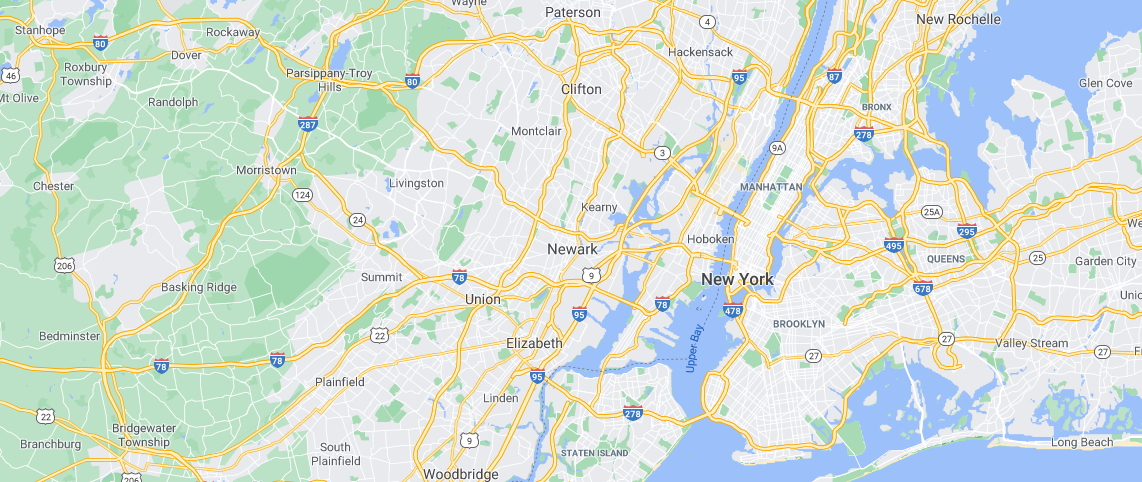 Wayne
Paterson
New Rochelle
Stanhope
80
Rockaway
4
Dover
Hackensack
46
Roxbury
Township
Parsippany-Troy
Hills
80
95
87
Glen Cove
Clifton
Mt Olive
Randolph
BRONX
287
Montclair
278
3
9A
Morristown
Chester
Livingston
MANHATTAN
124
Kearny
24
25A
295
Newark
Hoboken
495
206
QUEENS
25
Garden City
Summit
78
9
New York
Basking Ridge
678
Union
78
478
95
BROOKLYN
Bedminster
22
Upper Bay
Elizabeth
27
Valley Stream
27
27
78
78
95
Plainfield
Linden
22
278
Bridgewater
Township
Branchburg
9
South
Plainfield
STATEN ISLAND
Long Beach
Woodbridge
206